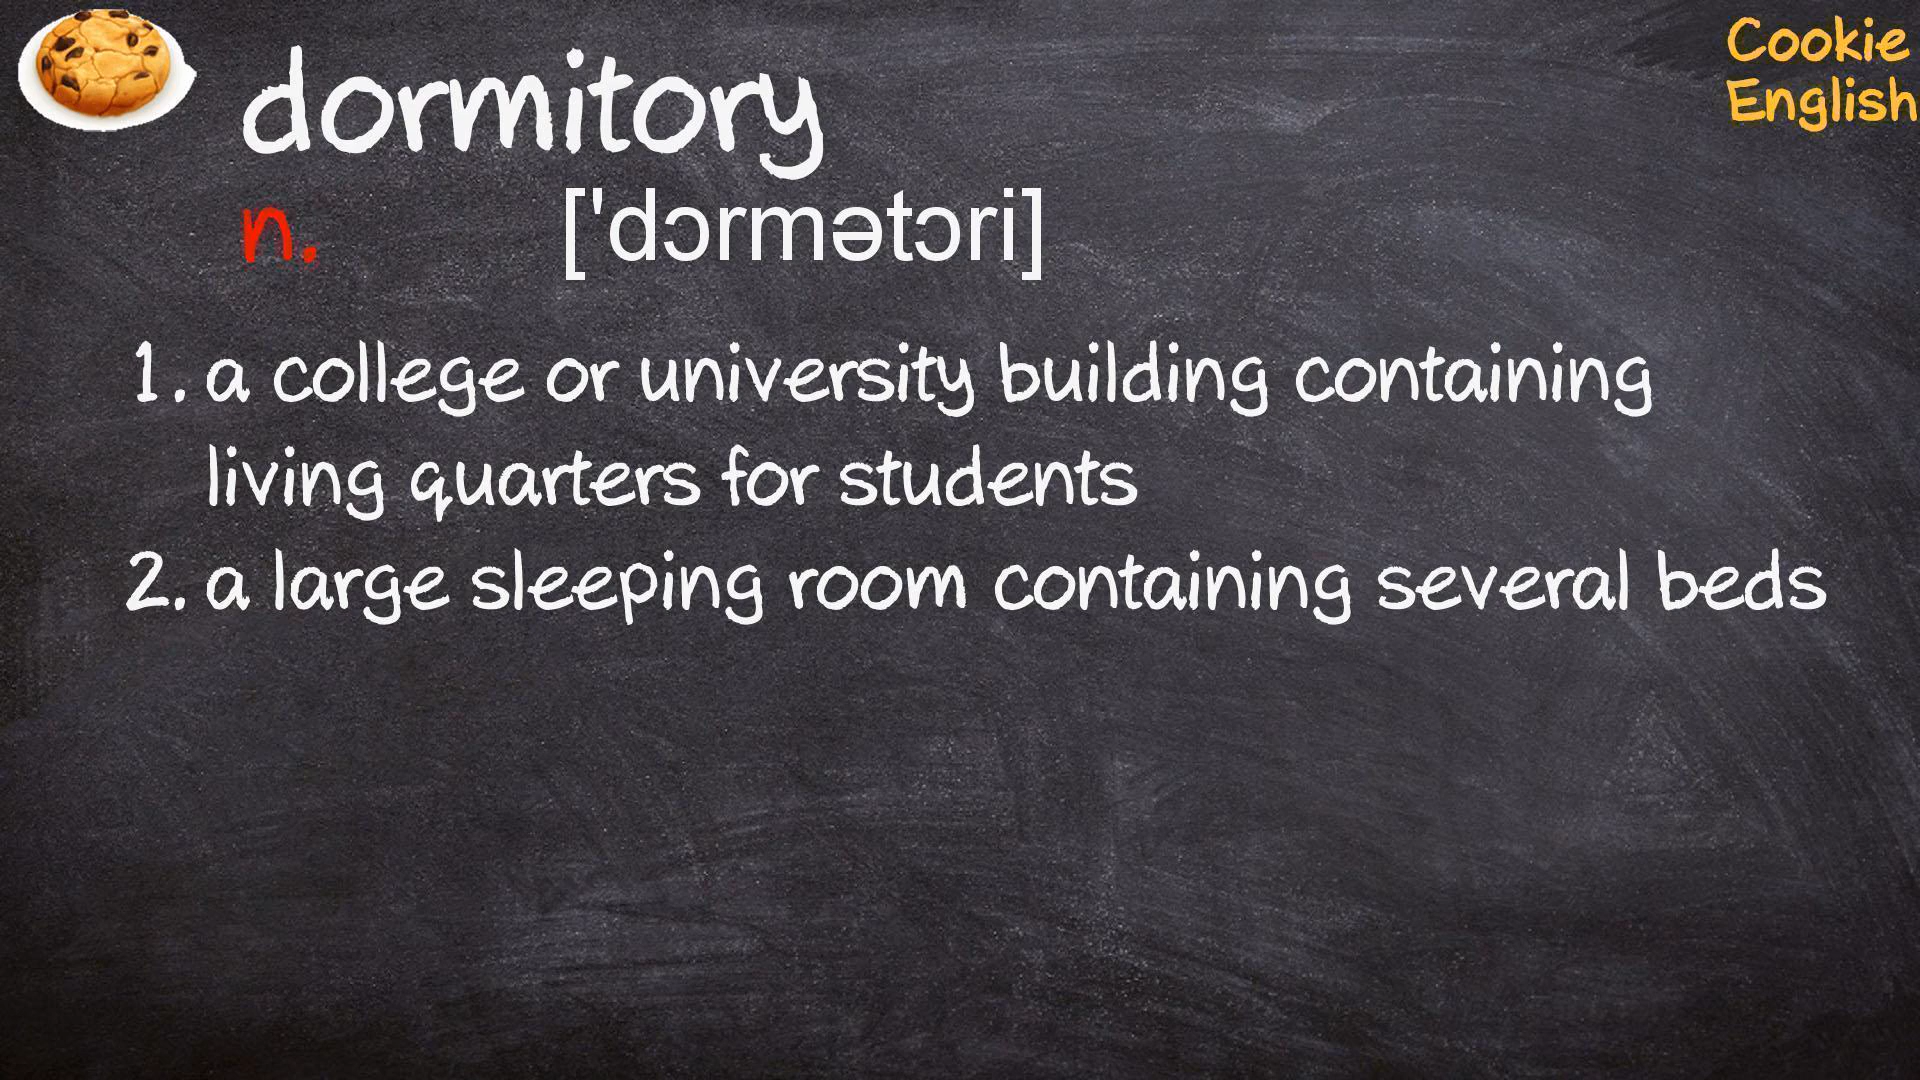 dormitory
Cookie
English
n. ['dɔrmətɔri]
1. a college or university building containing
living quarters for students
2. a large sleeping room containing several beds